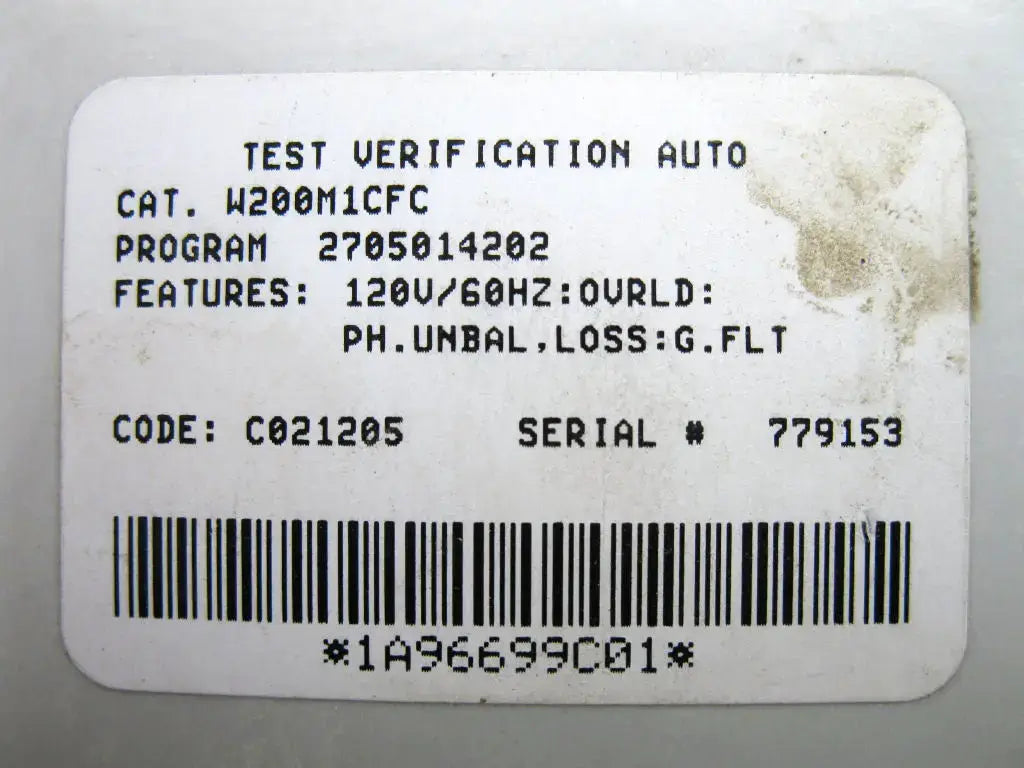 TEST VERIFICATION AUTO
CAT. W200M1CFC
PROGRAM 2705014202
FEATURES: 120V/60HZ:OVRLD:
PH.UNBAL,LOSS:G.FLT
CODE: C021205 SERIAL # 779153
*1A96699C01*